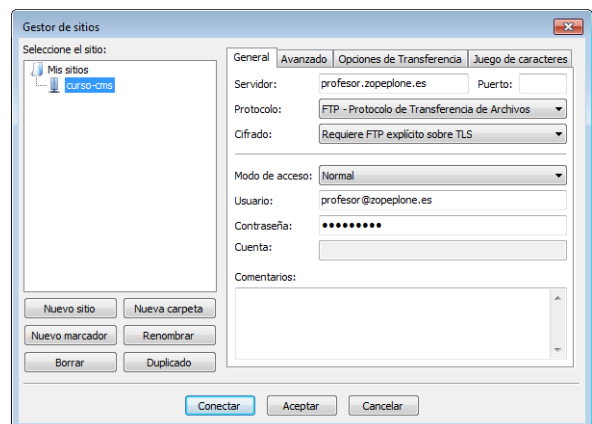 Gestor de sitios
Seleccione el sitio:
Mis sitios
curso-cms
Nuevo sitio
Nueva carpeta
Nuevo marcador
Renombrar
Borrar
Duplicado
General
Avanzado
Opciones de Transferencia
Juego de caracteres
Servidor:
profesor.zopeplone.es
Puerto:
Protocolo:
FTP - Protocolo de Transferencia de Archivos
Cifrado:
Requiere FTP explícito sobre TLS
Modo de acceso:
Normal
Usuario:
profesor@zopeplone.es
Contraseña:
●●●●●●●●●
Cuenta:
Comentarios:
Conectar
Aceptar
Cancelar